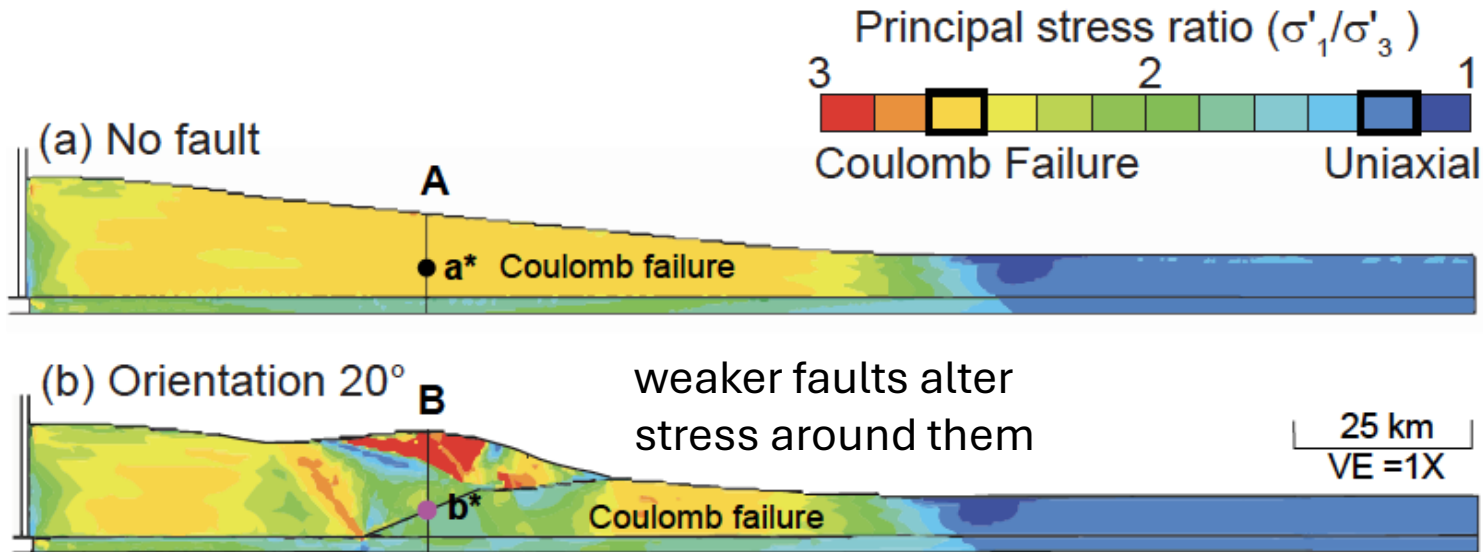 Principal stress ratio (σ'₁/σ'₃ )
3 2 1
Coulomb Failure Uniaxial
(a) No fault
A
a* Coulomb failure
(b) Orientation 20°
B
weaker faults alter
stress around them
25 km
VE =1X
b*
Coulomb failure